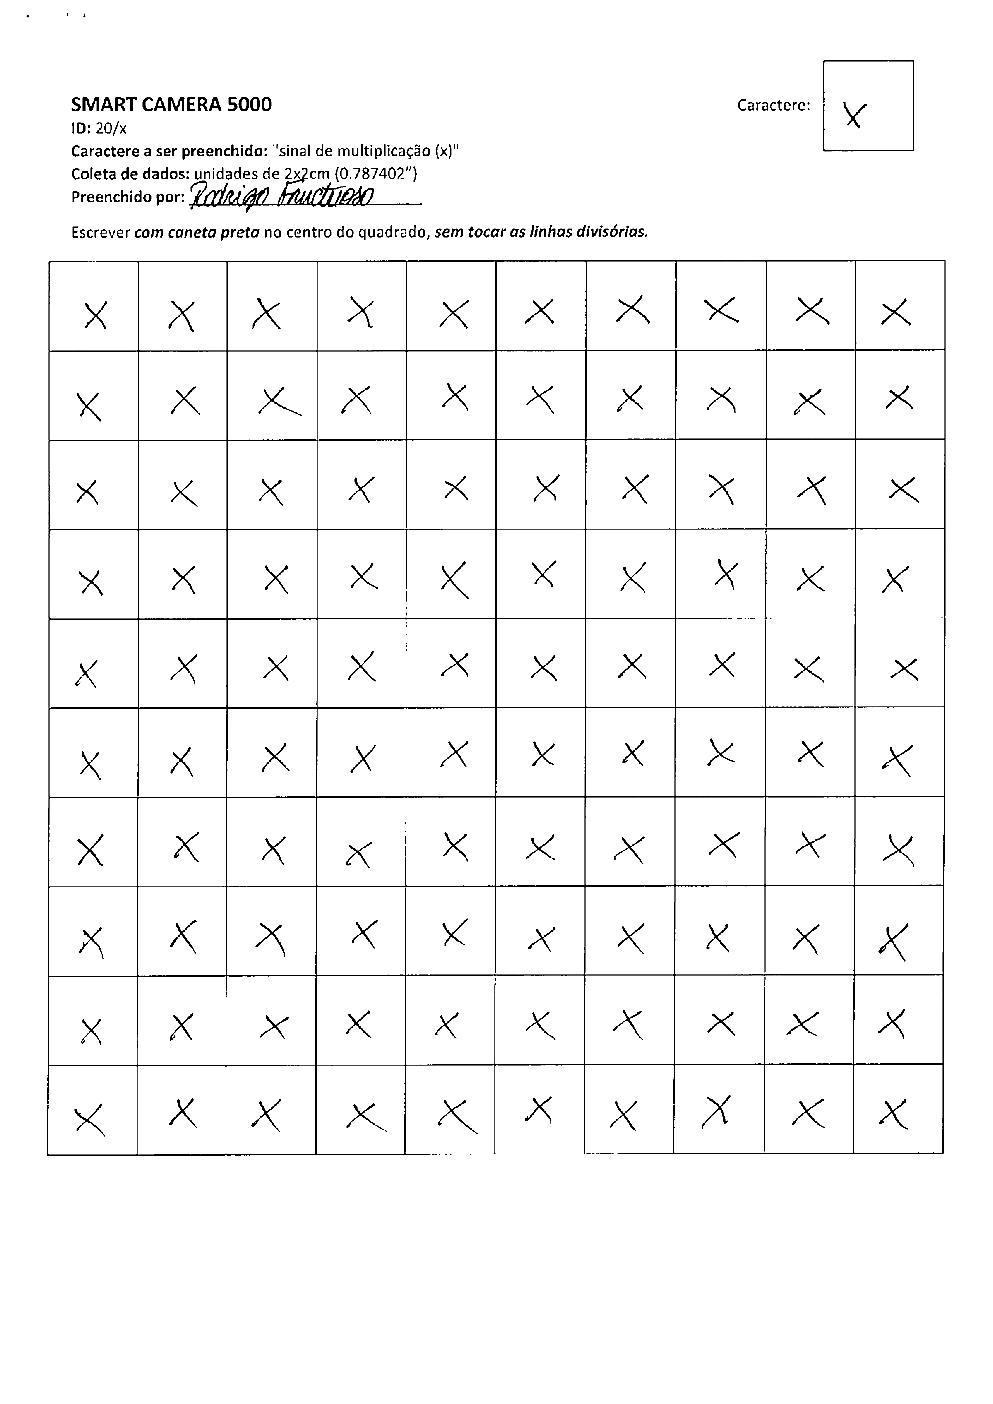 SMART CAMERA 5000
ID: 20/x
Caractere a ser preenchido: "sinal de multiplicação (x)"
Coleta de dados: unidades de 2x2cm (0.787402")
Preenchido por: Rodrigo Fructuoso
Caractere: x
Escrever com caneta preta no centro do quadrado, sem tocar as linhas divisórias.
x x x x x x x x x x
x x x x x x x x x x
x x x x x x x x x x
x x x x x x x x x x
x x x x x x x x x x
x x x x x x x x x x
x x x x x x x x x x
x x x x x x x x x x
x x x x x x x x x x
x x x x x x x x x x